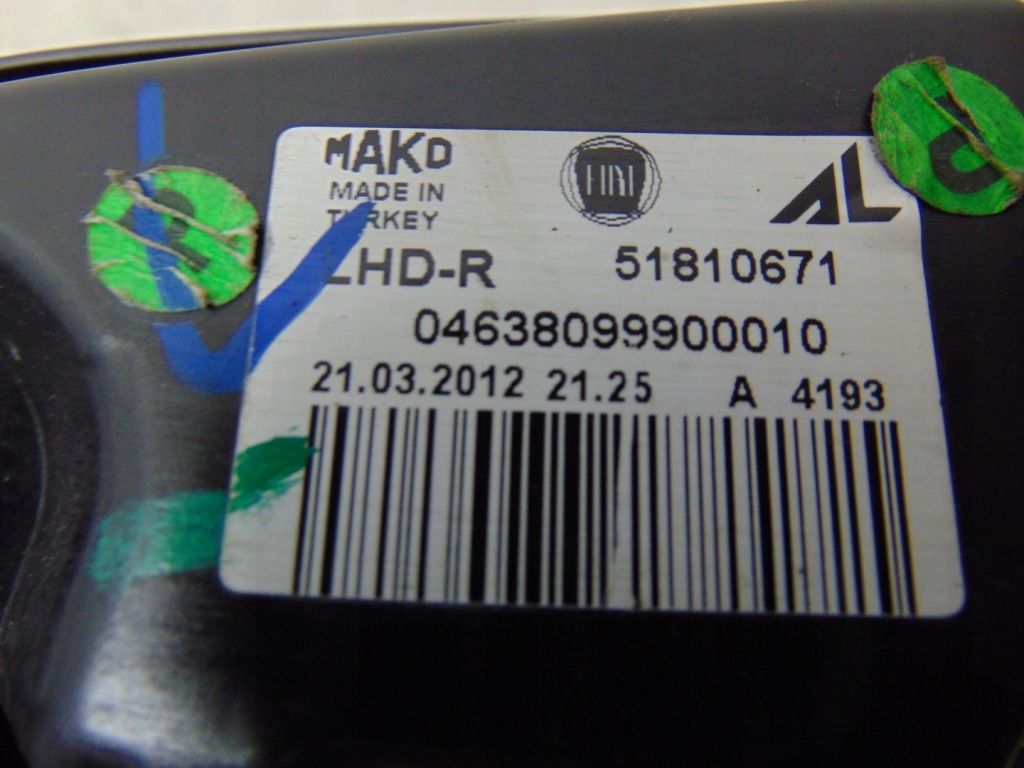 MAKO
MADE IN
TURKEY
FIAT
AL
LHD-R 51810671
04638099900010
21.03.2012 21.25 A 4193
R